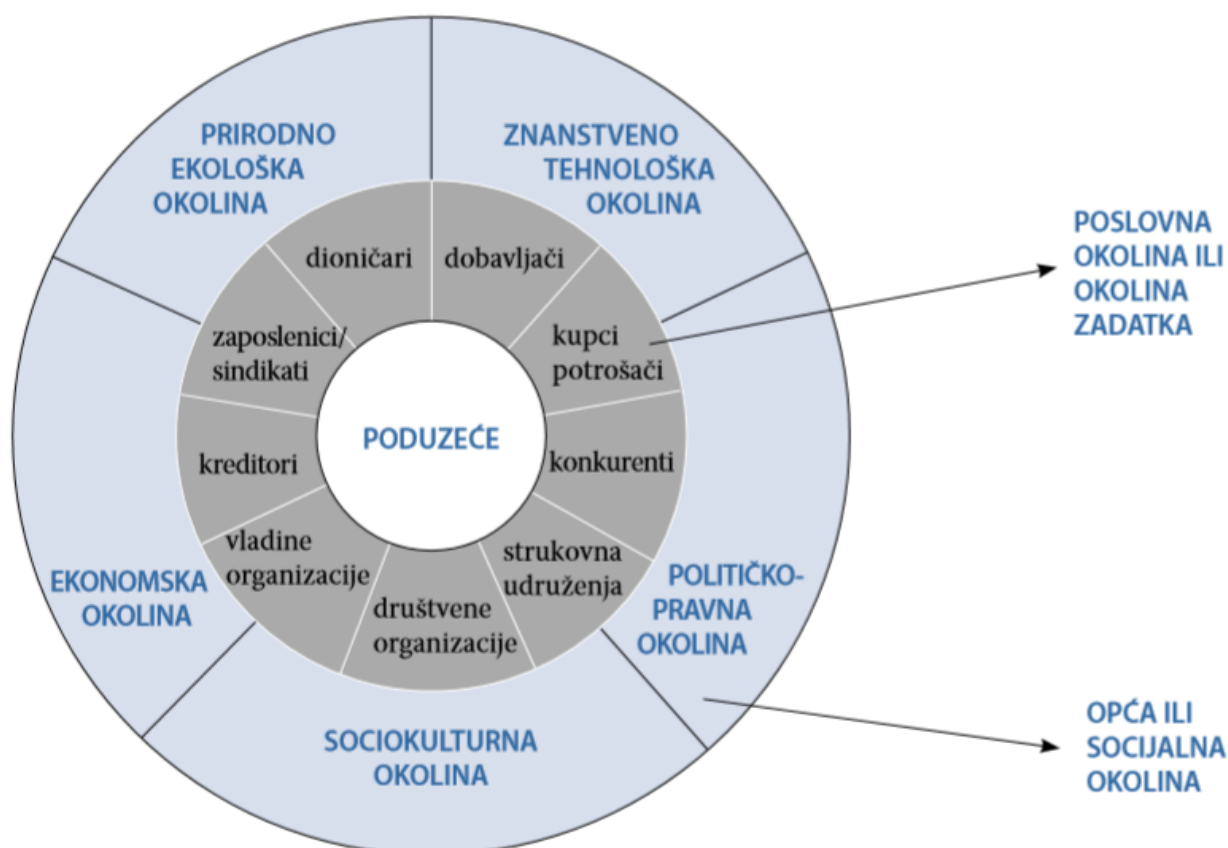 PRIRODNO
EKOLOŠKA
OKOLINA
ZNANSTVENO
TEHNOLOŠKA
OKOLINA
POSLOVNA
OKOLINA ILI
OKOLINA
ZADATKA
dioničari
dobavljači
zaposlenici/
sindikati
kupci
potrošači
PODUZEĆE
kreditori
konkurenti
vladine
organizacije
strukovna
udruženja
društvene
organizacije
EKONOMSKA
OKOLINA
POLITIČKO-
PRAVNA
OKOLINA
SOCIOKULTURNA
OKOLINA
OPĆA ILI
SOCIJALNA
OKOLINA